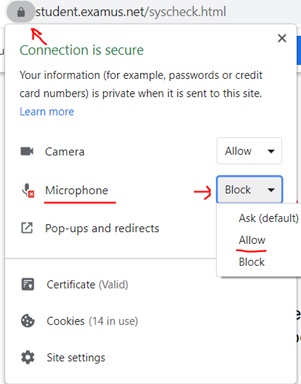 student.examus.net/syscheck.html
Connection is secure
Your information (for example, passwords or credit
card numbers) is private when it is sent to this site.
Learn more
Camera Allow
Microphone Block
Ask (default)
Pop-ups and redirects
Allow
Block
Certificate (Valid)
Cookies (14 in use)
Site settings